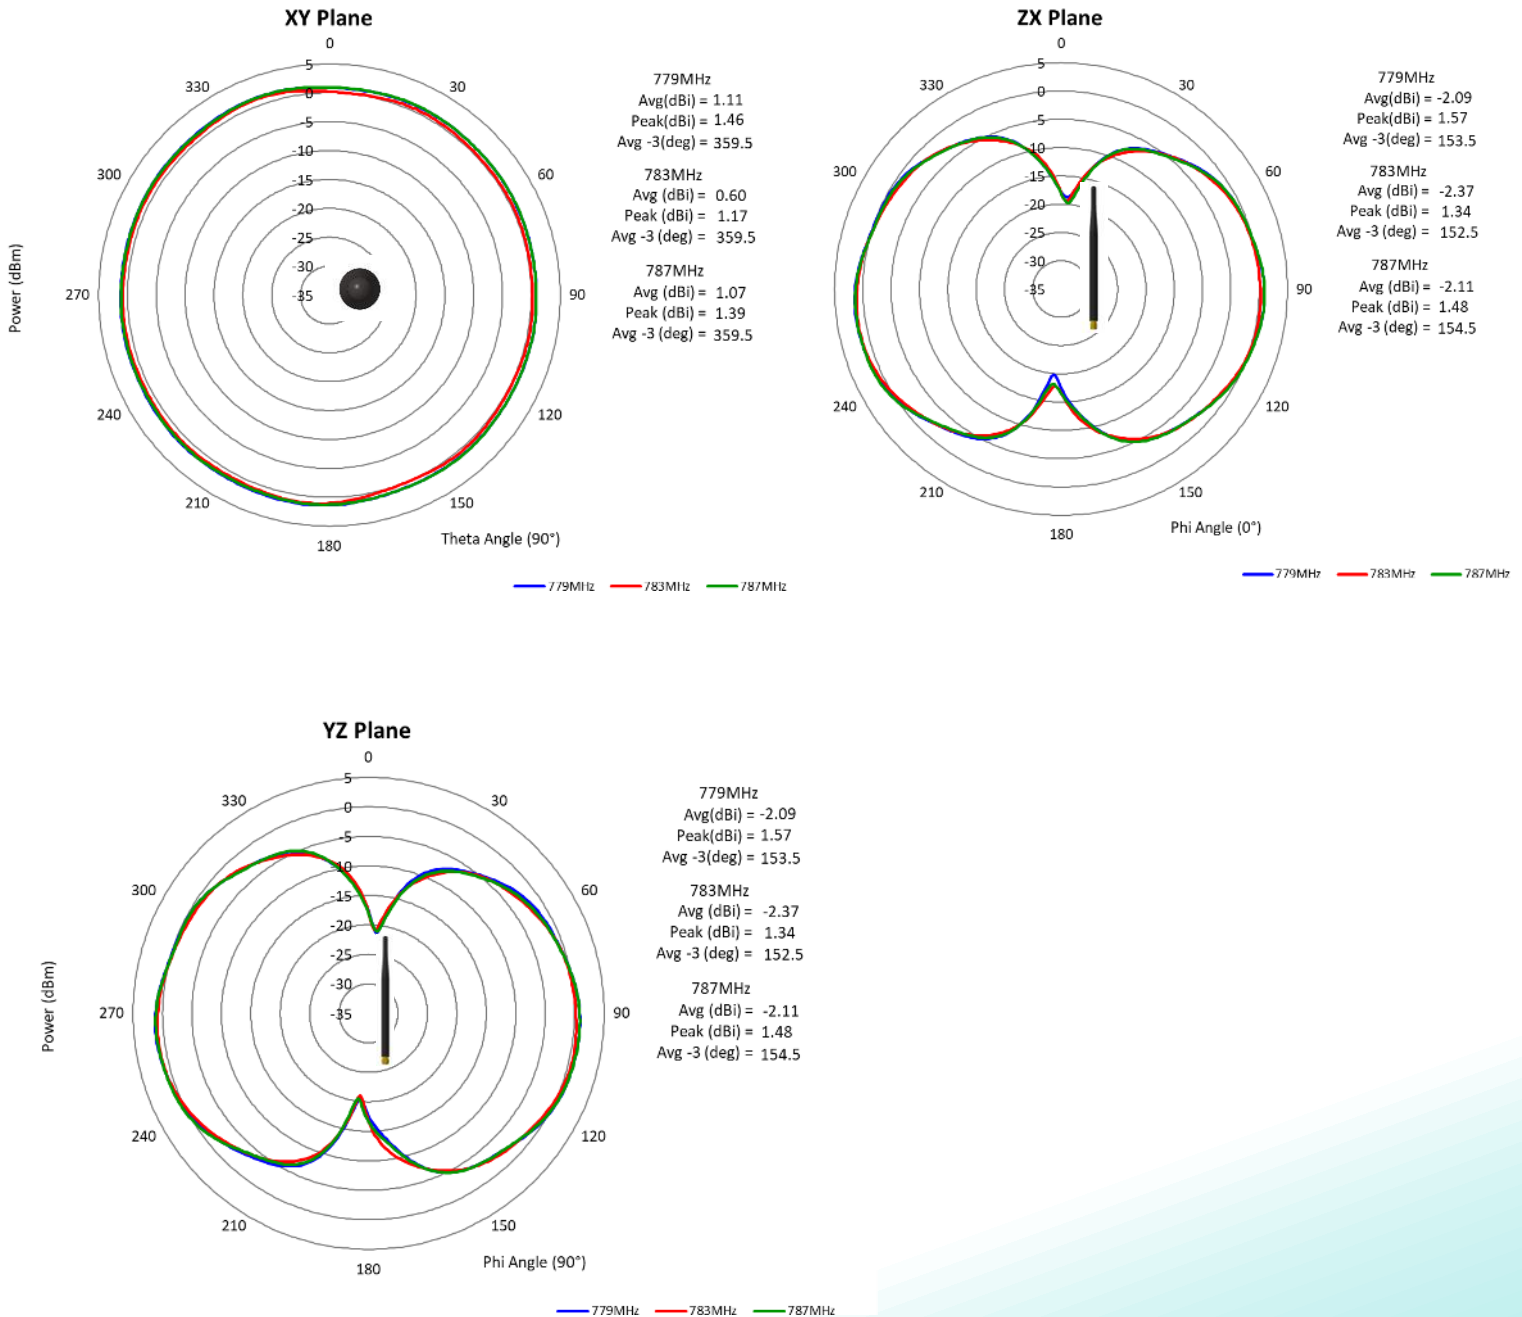 XY Plane
0
5
0
-5
-10
-15
-20
-25
-30
-35
30
60
90
120
150
180
210
240
270
300
330
Power (dBm)
Theta Angle (90°)
779MHz
Avg(dBi) = 1.11
Peak(dBi) = 1.46
Avg -3(deg) = 359.5
783MHz
Avg (dBi) = 0.60
Peak (dBi) = 1.17
Avg -3 (deg) = 359.5
787MHz
Avg (dBi) = 1.07
Peak (dBi) = 1.39
Avg -3 (deg) = 359.5
779MHz 783MHz 787MHz
ZX Plane
0
5
0
-5
-10
-15
-20
-25
-30
-35
30
60
90
120
150
180
210
240
300
330
Phi Angle (0°)
779MHz
Avg(dBi) = -2.09
Peak(dBi) = 1.57
Avg -3(deg) = 153.5
783MHz
Avg (dBi) = -2.37
Peak (dBi) = 1.34
Avg -3 (deg) = 152.5
787MHz
Avg (dBi) = -2.11
Peak (dBi) = 1.48
Avg -3 (deg) = 154.5
779MHz 783MHz 787MHz
YZ Plane
0
5
0
-5
-10
-15
-20
-25
-30
-35
30
60
90
120
150
180
210
240
270
300
330
Power (dBm)
Phi Angle (90°)
779MHz
Avg(dBi) = -2.09
Peak(dBi) = 1.57
Avg -3(deg) = 153.5
783MHz
Avg (dBi) = -2.37
Peak (dBi) = 1.34
Avg -3 (deg) = 152.5
787MHz
Avg (dBi) = -2.11
Peak (dBi) = 1.48
Avg -3 (deg) = 154.5
779MHz 783MHz 787MHz